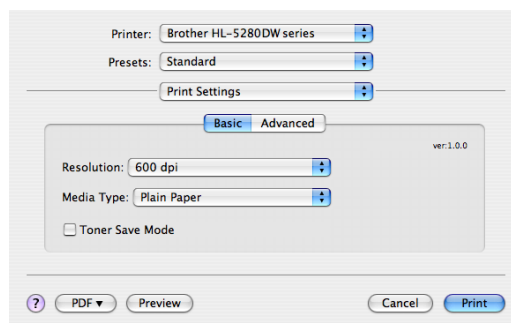 Printer: Brother HL-5280DW series
Presets: Standard
Print Settings
Basic Advanced
ver:1.0.0
Resolution: 600 dpi
Media Type: Plain Paper
Toner Save Mode
? PDF ▼ Preview Cancel Print